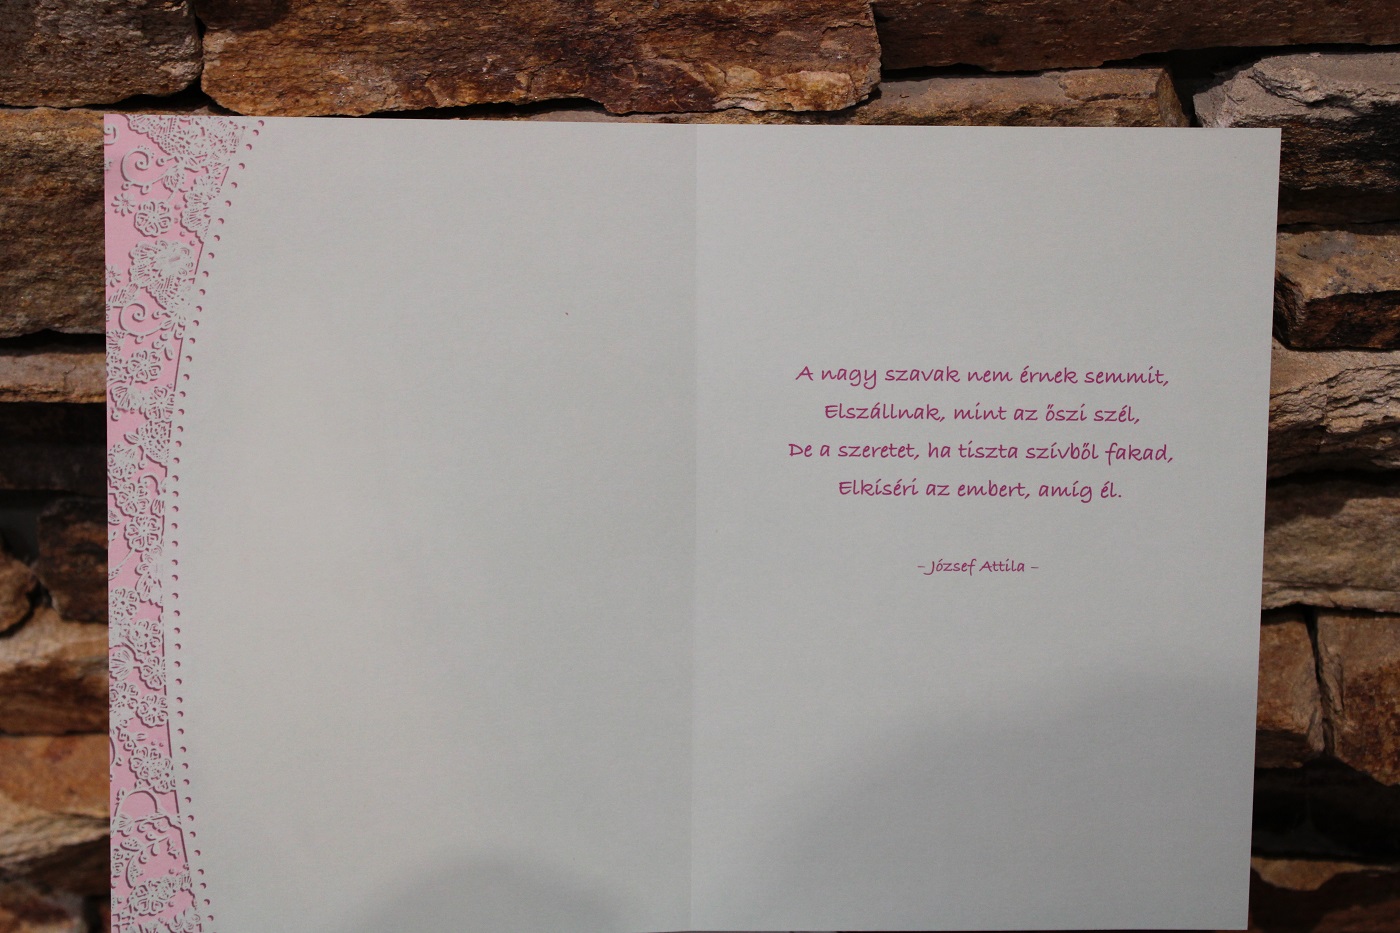 A nagy szavak nem érnek semmit,
Elszállnak, mint az őszi szél,
De a szeretet, ha tiszta szívből fakad,
Elkíséri az embert, amíg él.
- József Attila -